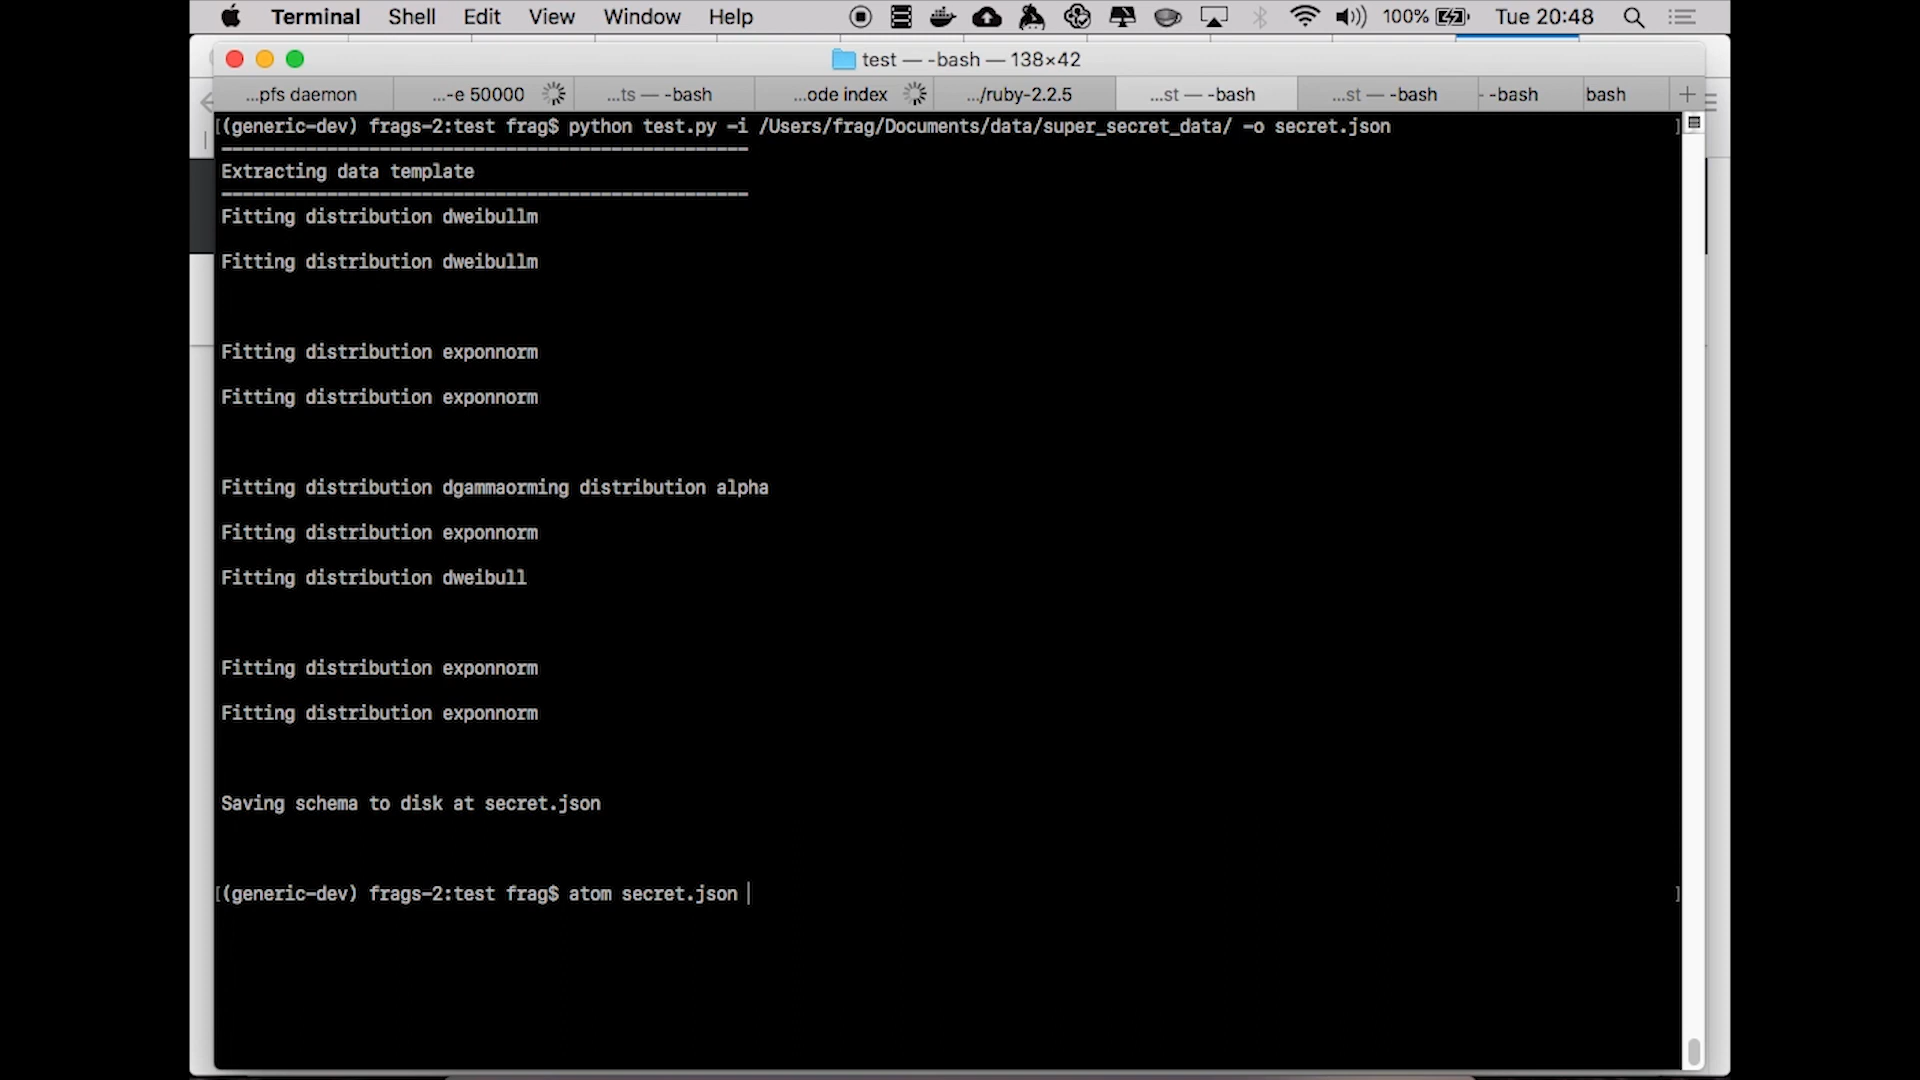 Terminal Shell Edit View Window Help 100% Tue 20:48
test — -bash — 138×42
...pfs daemon ...-e 50000 ...ts — -bash ...ode index .../ruby-2.2.5 ...st — -bash ...st — -bash - -bash bash
[(generic-dev) frags-2:test frag$ python test.py -i /Users/frag/Documents/data/super_secret_data/ -o secret.json ]
--------------------------------------------------
Extracting data template
--------------------------------------------------
Fitting distribution dweibullm
Fitting distribution dweibullm
Fitting distribution exponnorm
Fitting distribution exponnorm
Fitting distribution dgammaorming distribution alpha
Fitting distribution exponnorm
Fitting distribution dweibull
Fitting distribution exponnorm
Fitting distribution exponnorm
Saving schema to disk at secret.json
[(generic-dev) frags-2:test frag$ atom secret.json ]